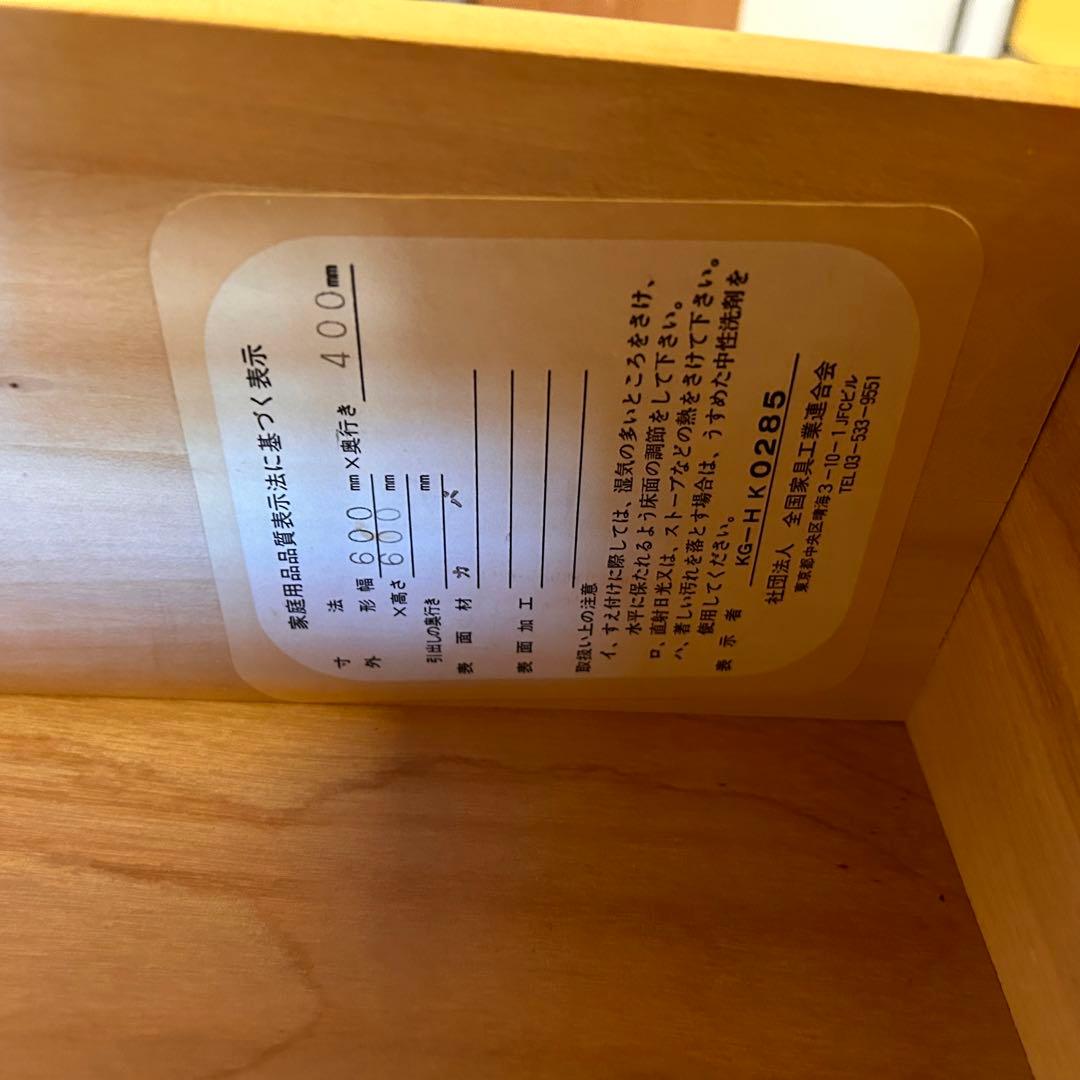 家庭用品品質表示法に基づく表示
寸法
外形幅 600 mm×奥行き 400mm
×高さ 600 mm
引出しの奥行き mm
表面材 カバ
表面加工
取扱い上の注意
イ、すえ付けに際しては、湿気の多いところをさけ、
水平に保たれるよう床面の調節をして下さい。
ロ、直射日光又は、ストーブなどの熱をさけて下さい。
ハ、著しい汚れを落とす場合は、うすめた中性洗剤を
使用してください。
表示者 KG-HK0285
社団法人 全国家具工業連合会
東京都中央区晴海3-10-1JFCビル
TEL03-533-9551